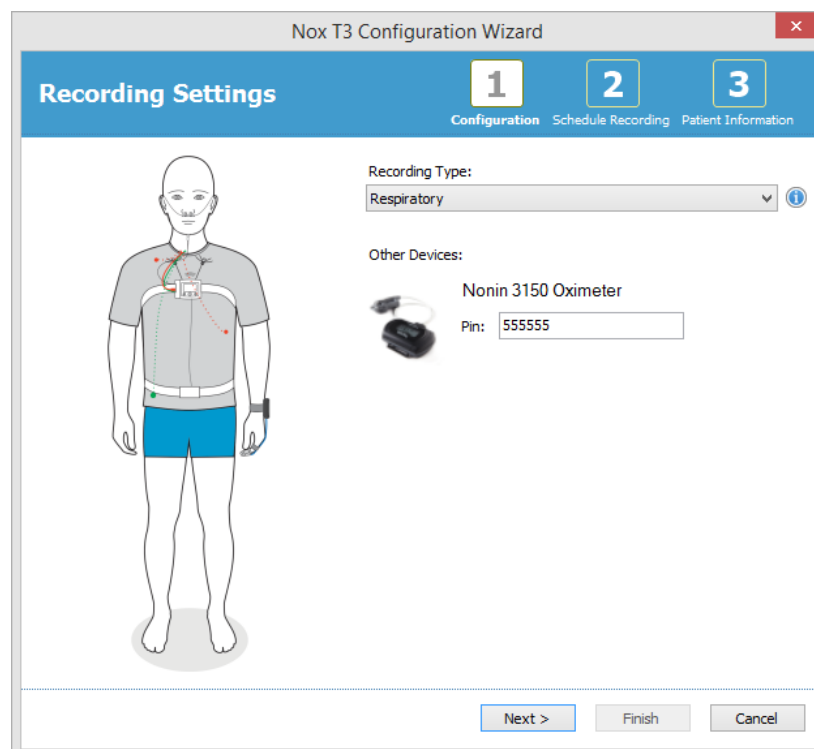 Nox T3 Configuration Wizard
Recording Settings
1
Configuration
2
Schedule Recording
3
Patient Information
Recording Type:
Respiratory
Other Devices:
Nonin 3150 Oximeter
Pin: 555555
Next >
Finish
Cancel